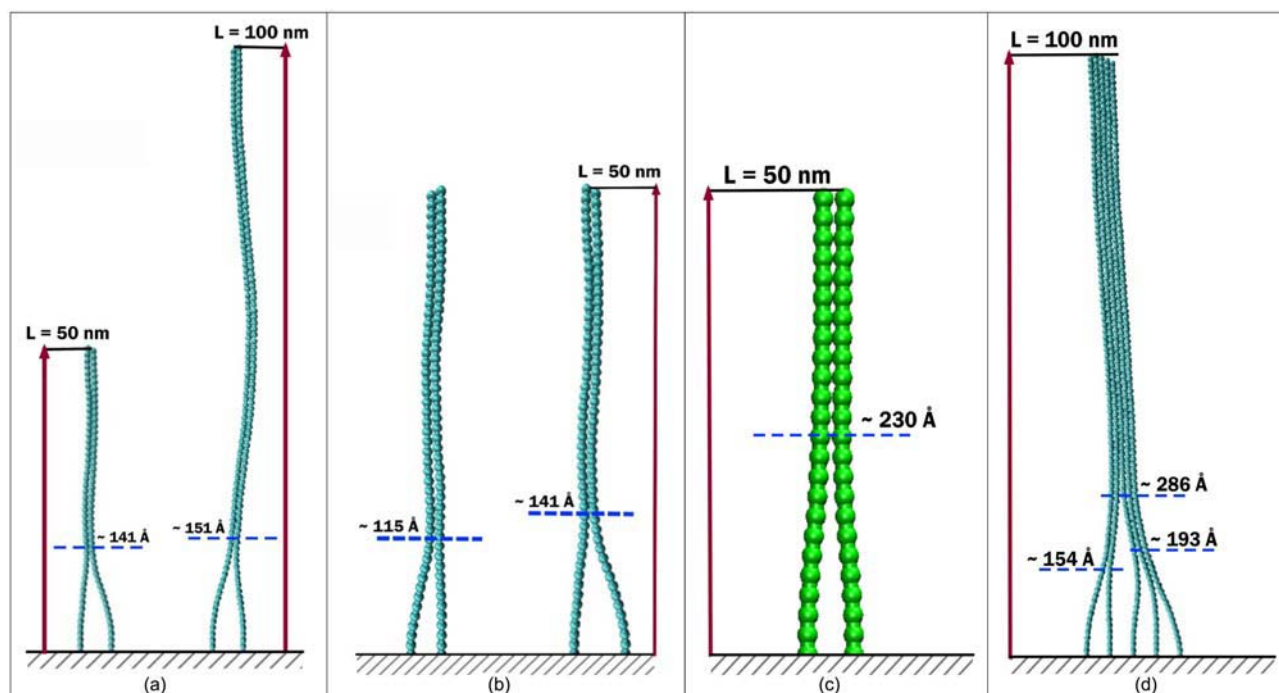 L = 100 nm
L = 50 nm
~ 151 Å
~ 141 Å
(a)
L = 50 nm
~ 141 Å
~ 115 Å
(b)
L = 50 nm
~ 230 Å
(c)
L = 100 nm
~ 286 Å
~ 193 Å
~ 154 Å
(d)